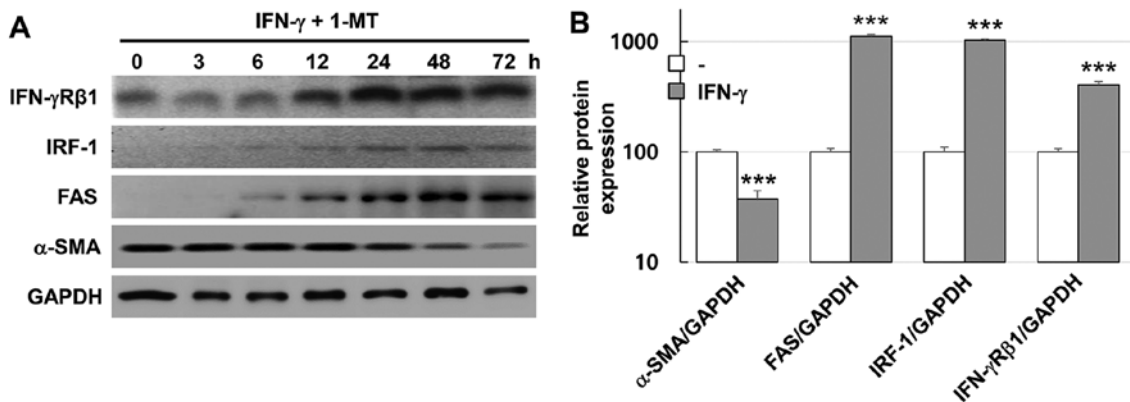 A
IFN-γ + 1-MT
0 3 6 12 24 48 72 h
IFN-γRβ1
IRF-1
FAS
α-SMA
GAPDH
B
Relative protein
expression
1000
100
10
-
IFN-γ
***
***
***
***
α-SMA/GAPDH
FAS/GAPDH
IRF-1/GAPDH
IFN-γRβ1/GAPDH